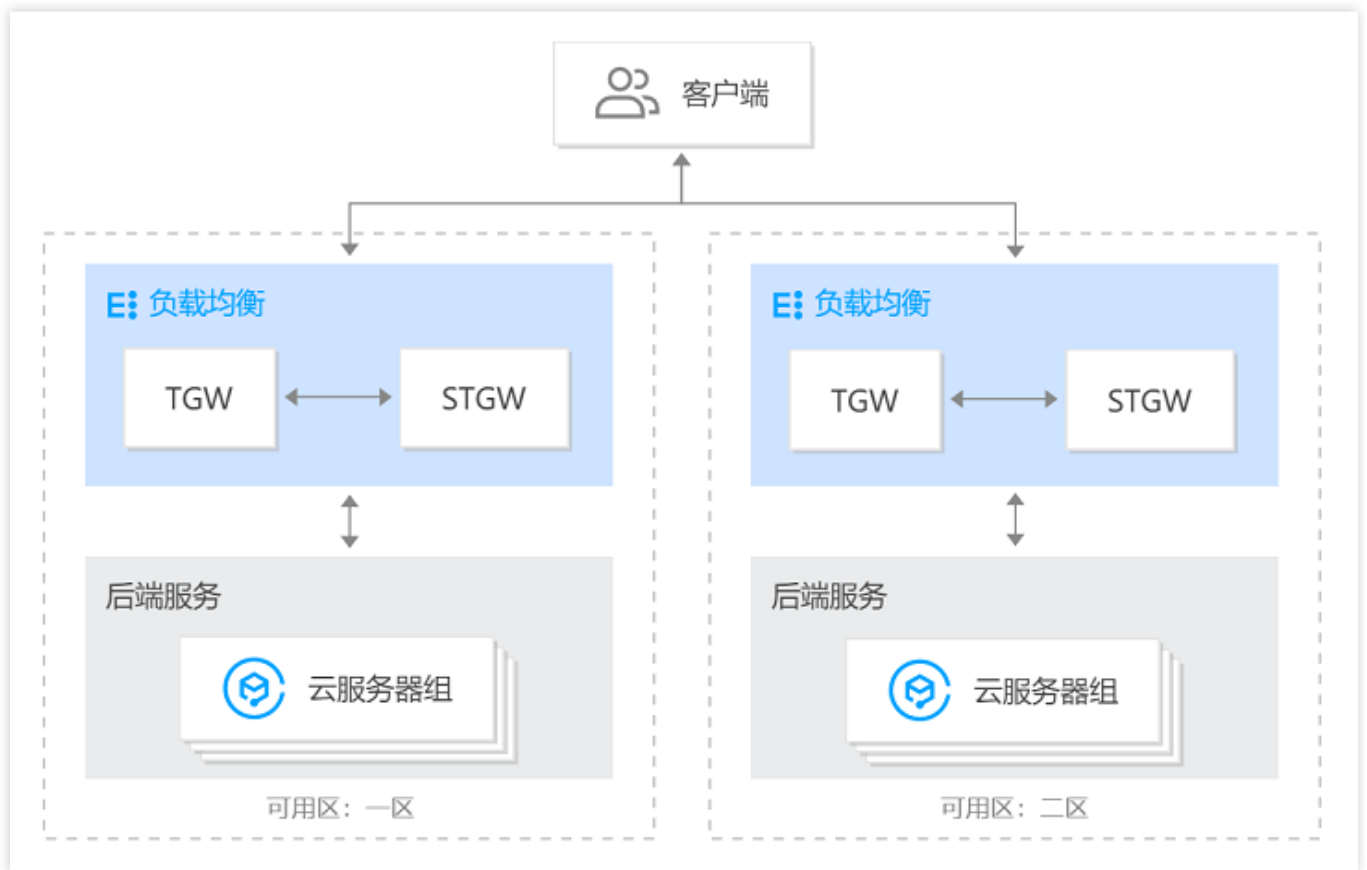 客户端
负载均衡
TGW
STGW
后端服务
云服务器组
可用区：一区
负载均衡
TGW
STGW
后端服务
云服务器组
可用区：二区